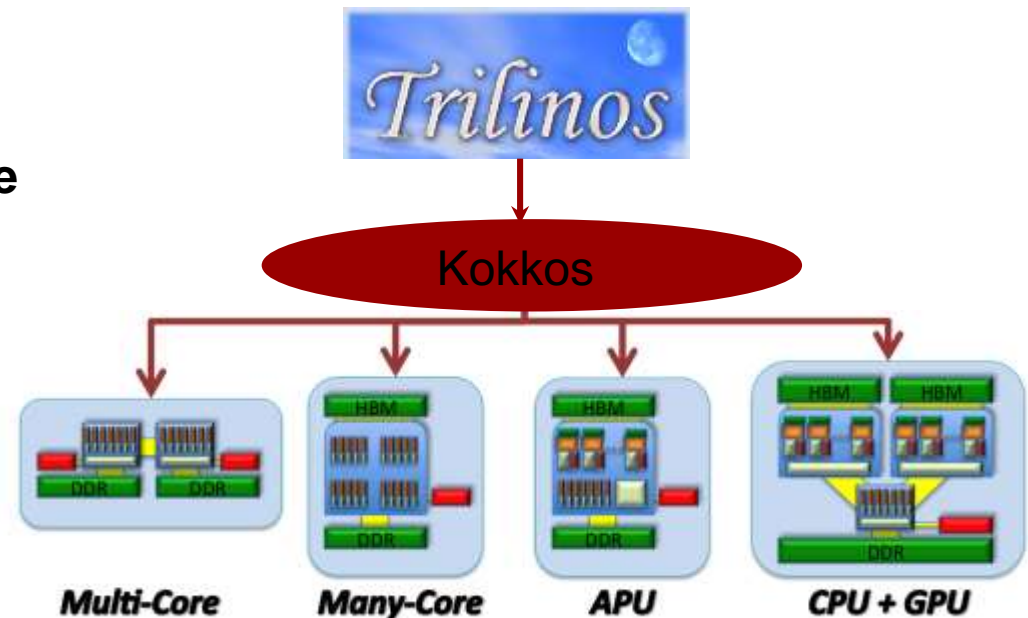 Trilinos
e
Kokkos
HBM
HBM
HBM HBM
DDR DDR
DDR
DDR
DDR
Multi-Core Many-Core APU CPU + GPU